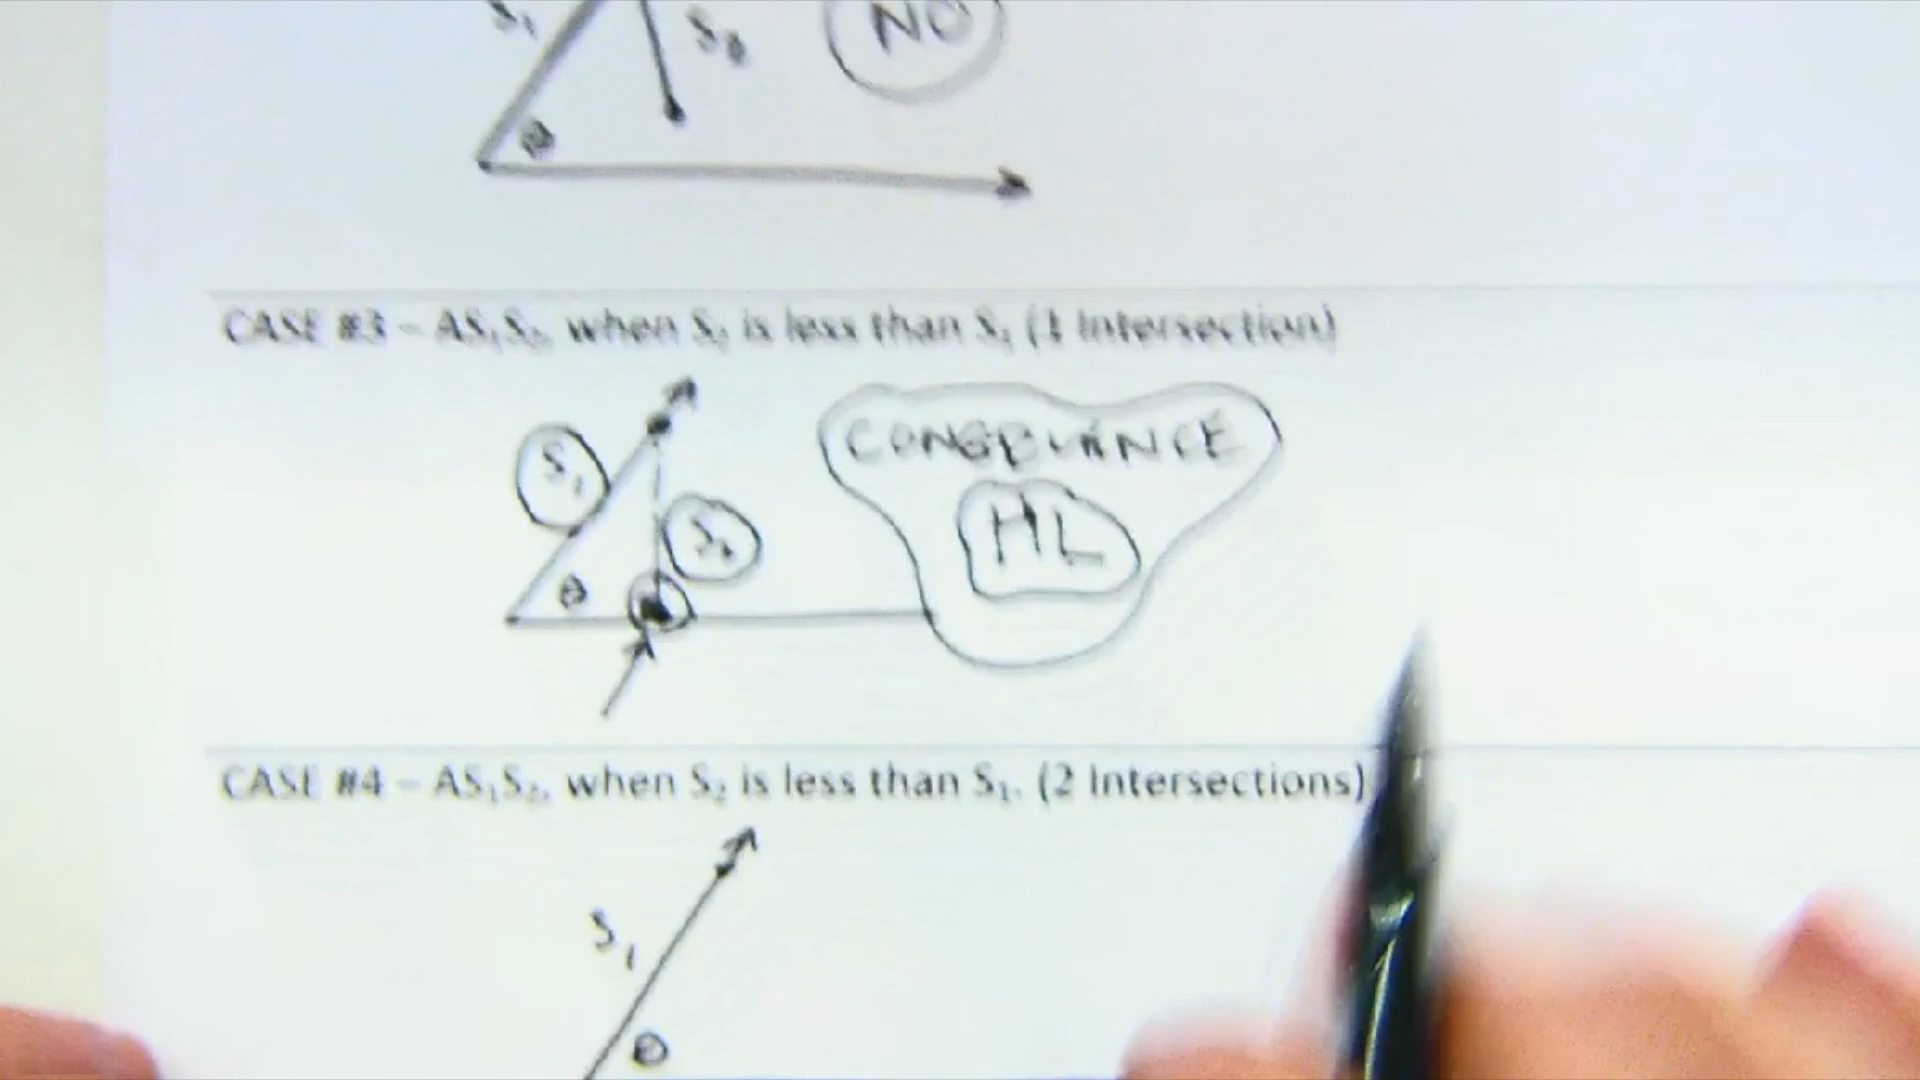 S₁ S₂ NO
θ
CASE #3 – AS₁S₂, when S₂ is less than S₁ (1 Intersection)
S₁ CONGRUENCE
S₂ HL
θ
CASE #4 – AS₁S₂, when S₂ is less than S₁. (2 Intersections)
S₁
θ